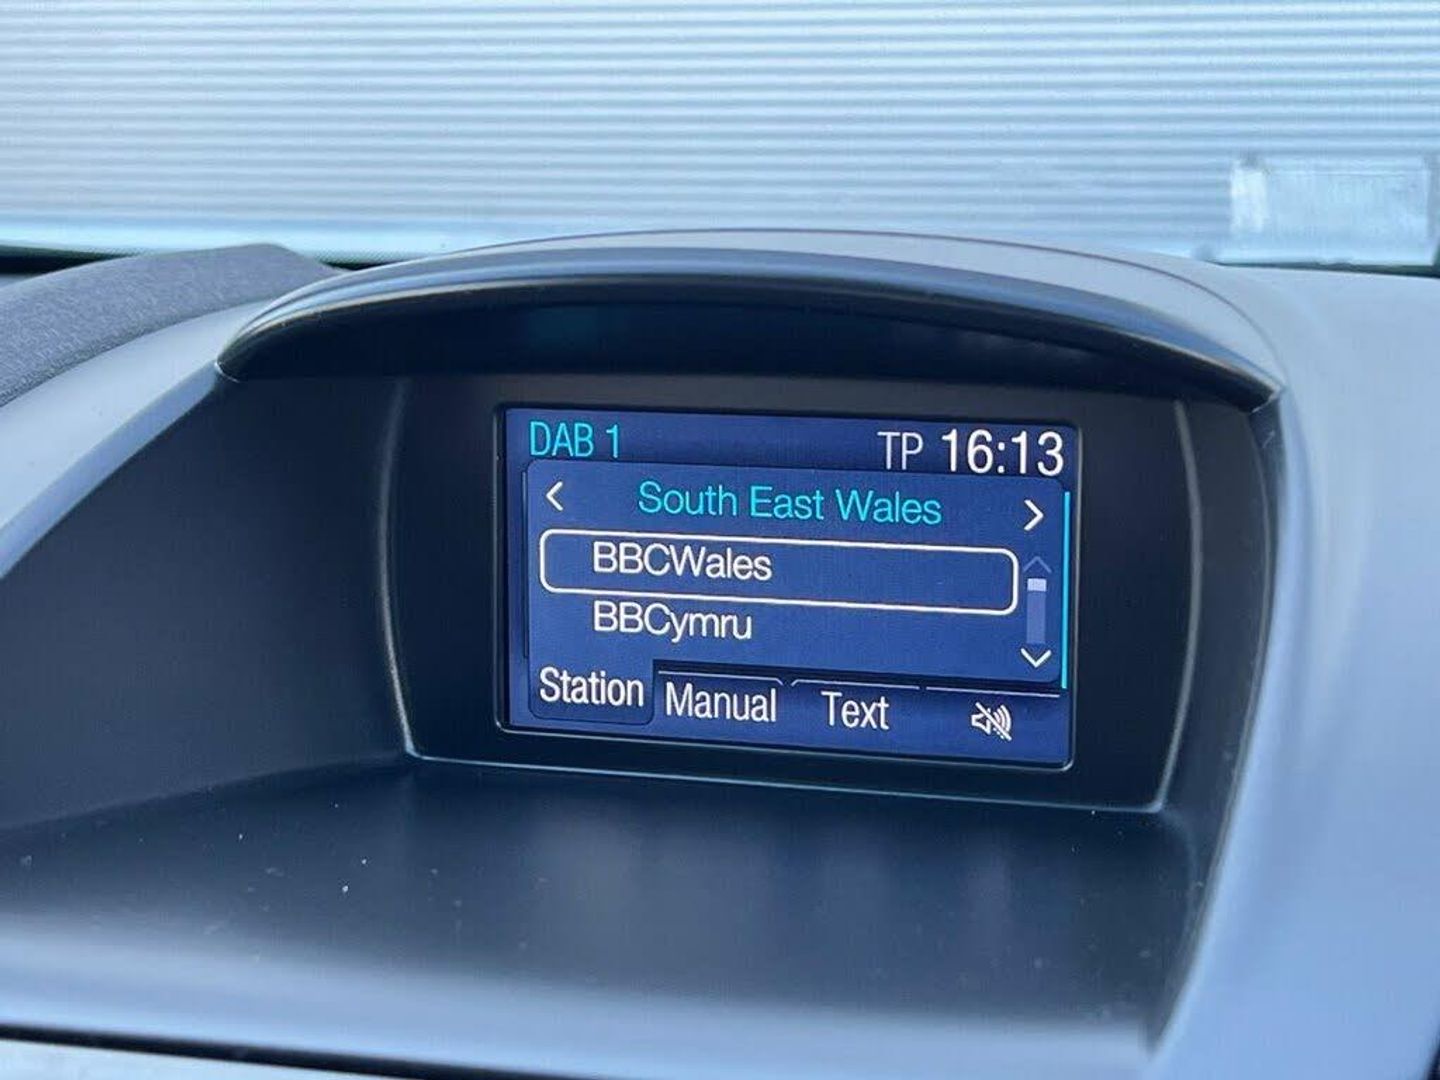 DAB 1 TP 16:13
South East Wales
BBCWales
BBCymru
Station Manual Text